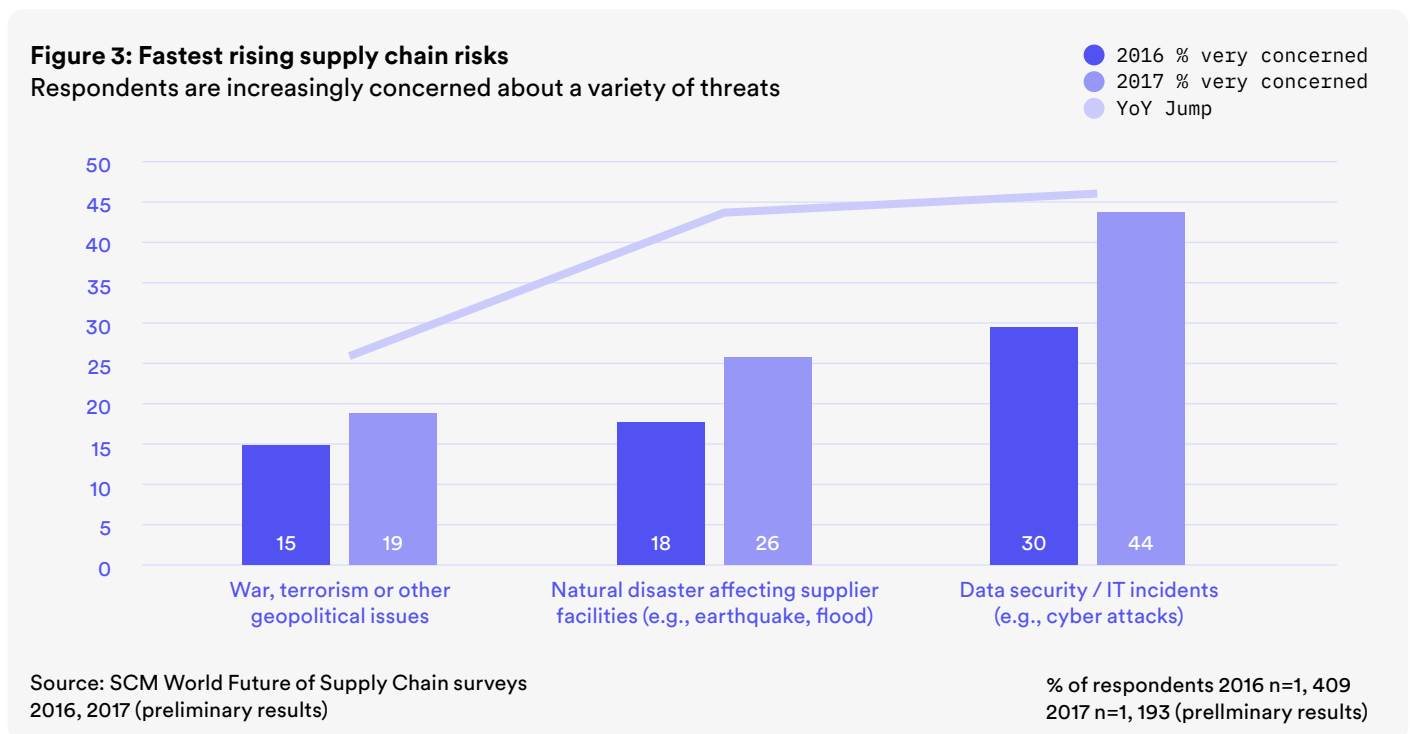 Figure 3: Fastest rising supply chain risks
Respondents are increasingly concerned about a variety of threats
2016 % very concerned
2017 % very concerned
YoY Jump
50
45
40
35
30
25
20
15
10
5
0
15
19
18
26
30
44
War, terrorism or other
geopolitical issues
Natural disaster affecting supplier
facilities (e.g., earthquake, flood)
Data security / IT incidents
(e.g., cyber attacks)
Source: SCM World Future of Supply Chain surveys
2016, 2017 (preliminary results)
% of respondents 2016 n=1, 409
2017 n=1, 193 (prellminary results)